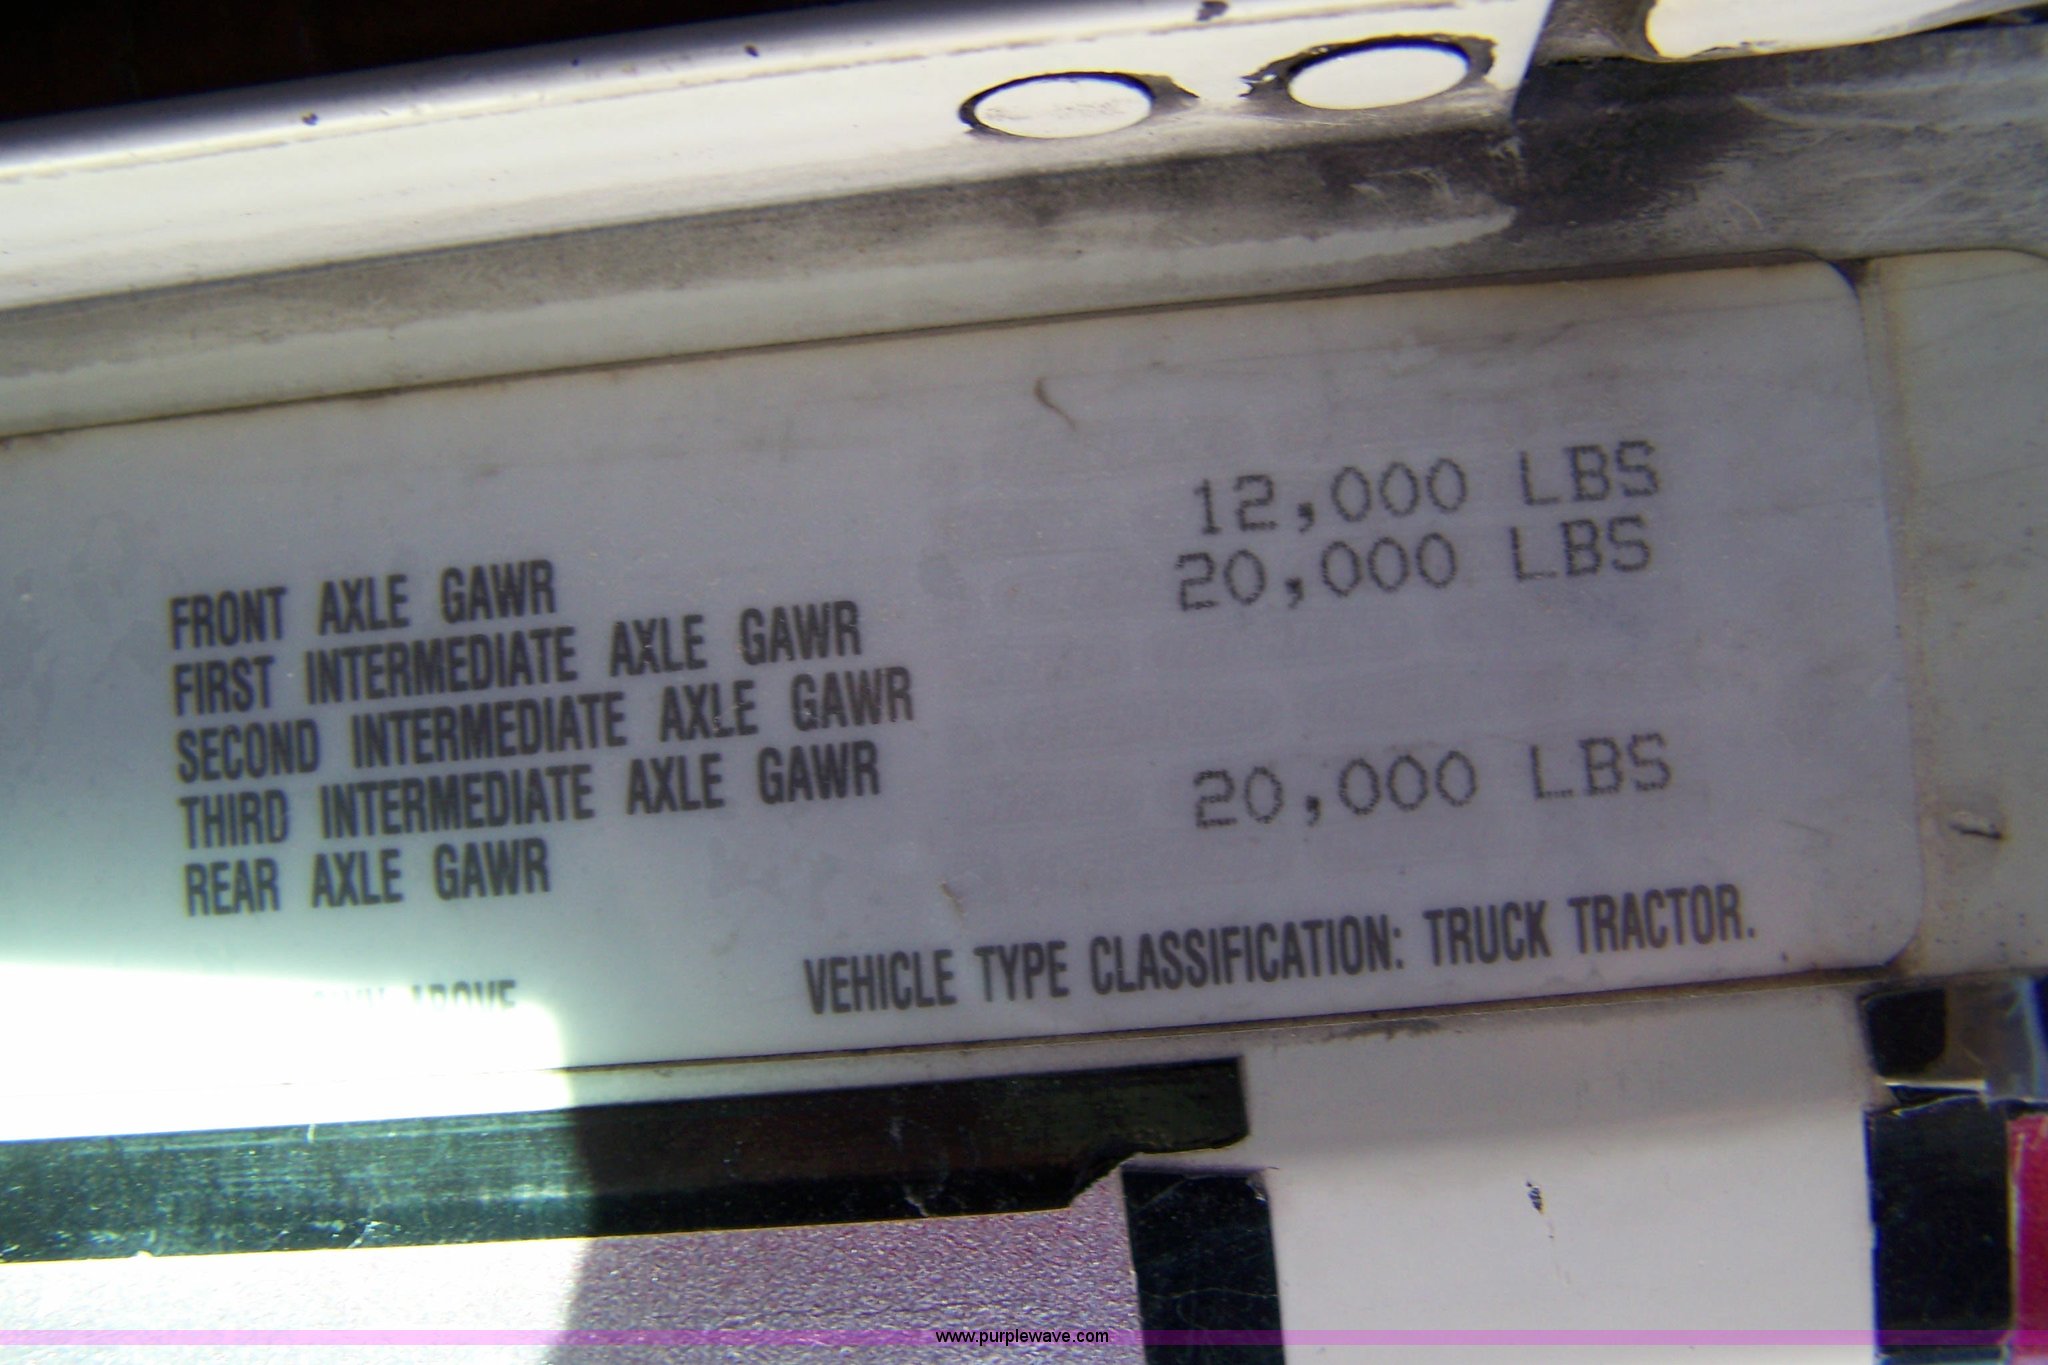 FRONT AXLE GAWR 12,000 LBS
FIRST INTERMEDIATE AXLE GAWR 20,000 LBS
SECOND INTERMEDIATE AXLE GAWR
THIRD INTERMEDIATE AXLE GAWR
REAR AXLE GAWR 20,000 LBS
ABOVE VEHICLE TYPE CLASSIFICATION: TRUCK TRACTOR.
www.purplewave.com